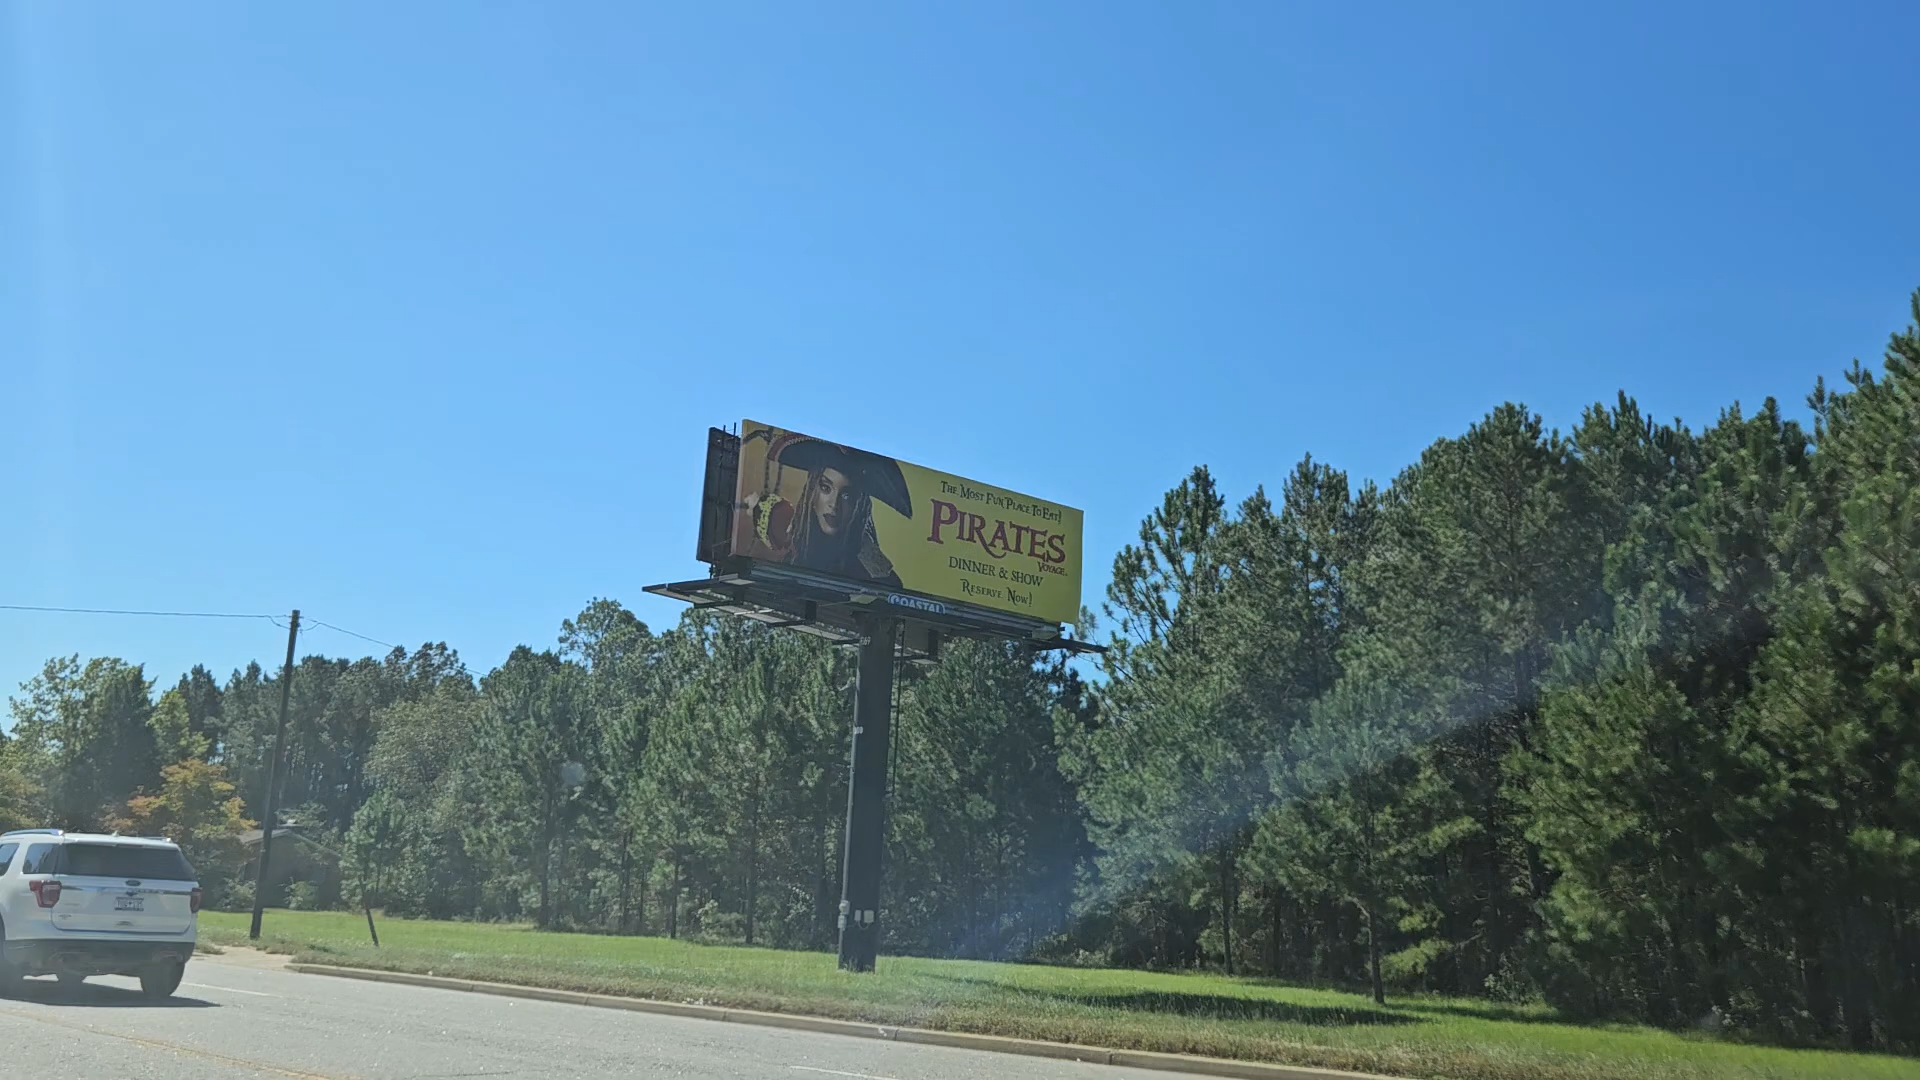 The Most Fun Place To Eat!
PIRATES
VOYAGE
DINNER & SHOW
Reserve Now!
COASTAL